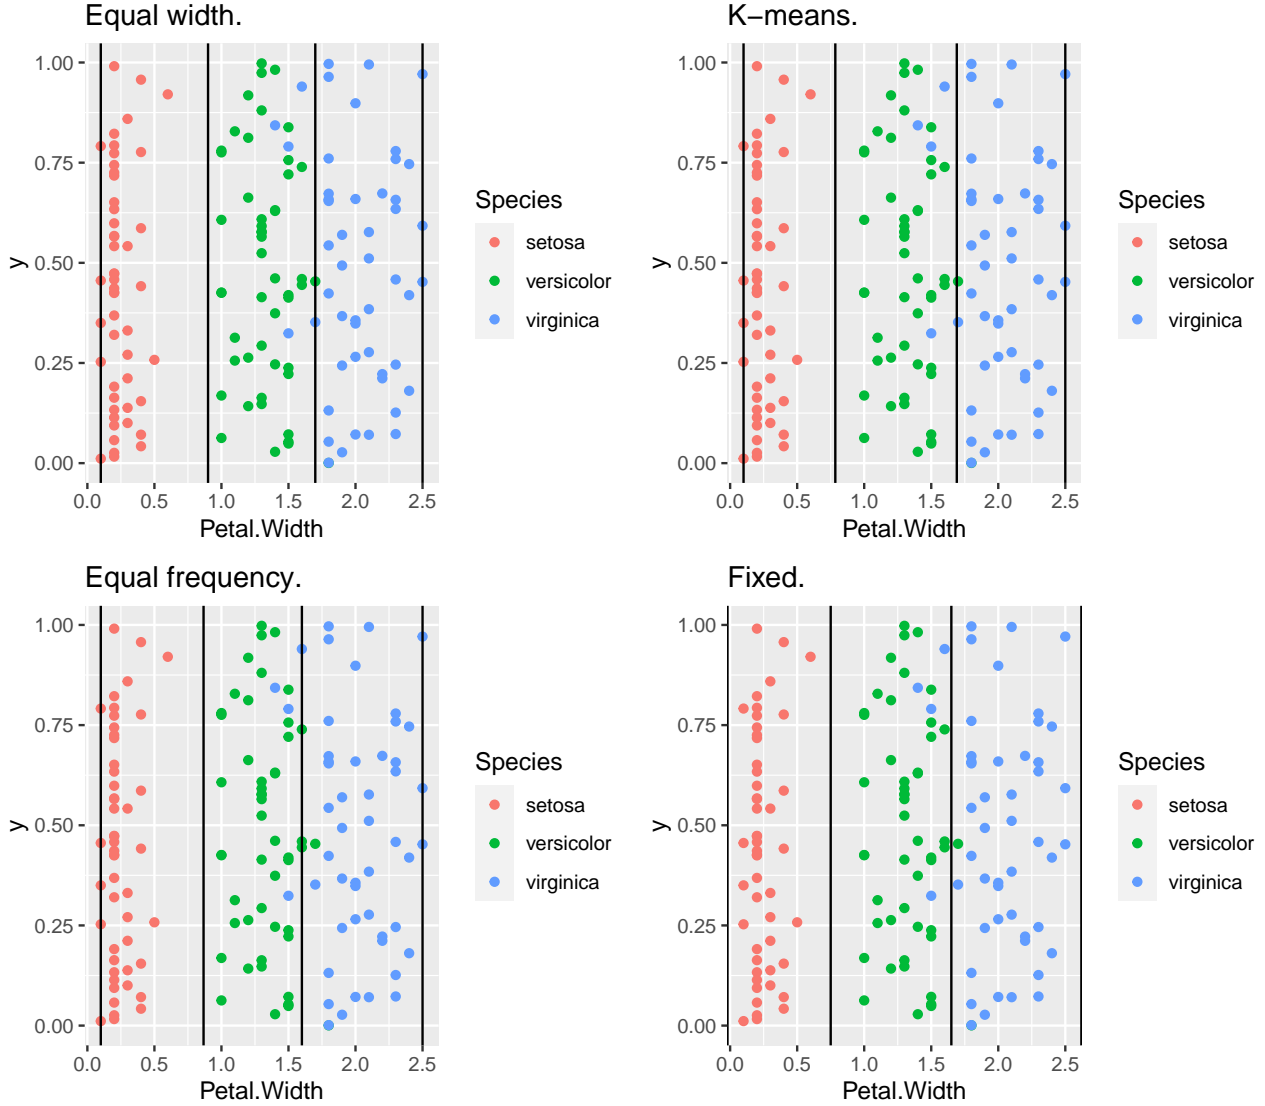 Equal width.
1.00
0.75
0.50
0.25
0.00
y
0.0 0.5 1.0 1.5 2.0 2.5
Petal.Width
Species
setosa
versicolor
virginica
K−means.
1.00
0.75
0.50
0.25
0.00
y
0.0 0.5 1.0 1.5 2.0 2.5
Petal.Width
Species
setosa
versicolor
virginica
Equal frequency.
1.00
0.75
0.50
0.25
0.00
y
0.0 0.5 1.0 1.5 2.0 2.5
Petal.Width
Species
setosa
versicolor
virginica
Fixed.
1.00
0.75
0.50
0.25
0.00
y
0.0 0.5 1.0 1.5 2.0 2.5
Petal.Width
Species
setosa
versicolor
virginica